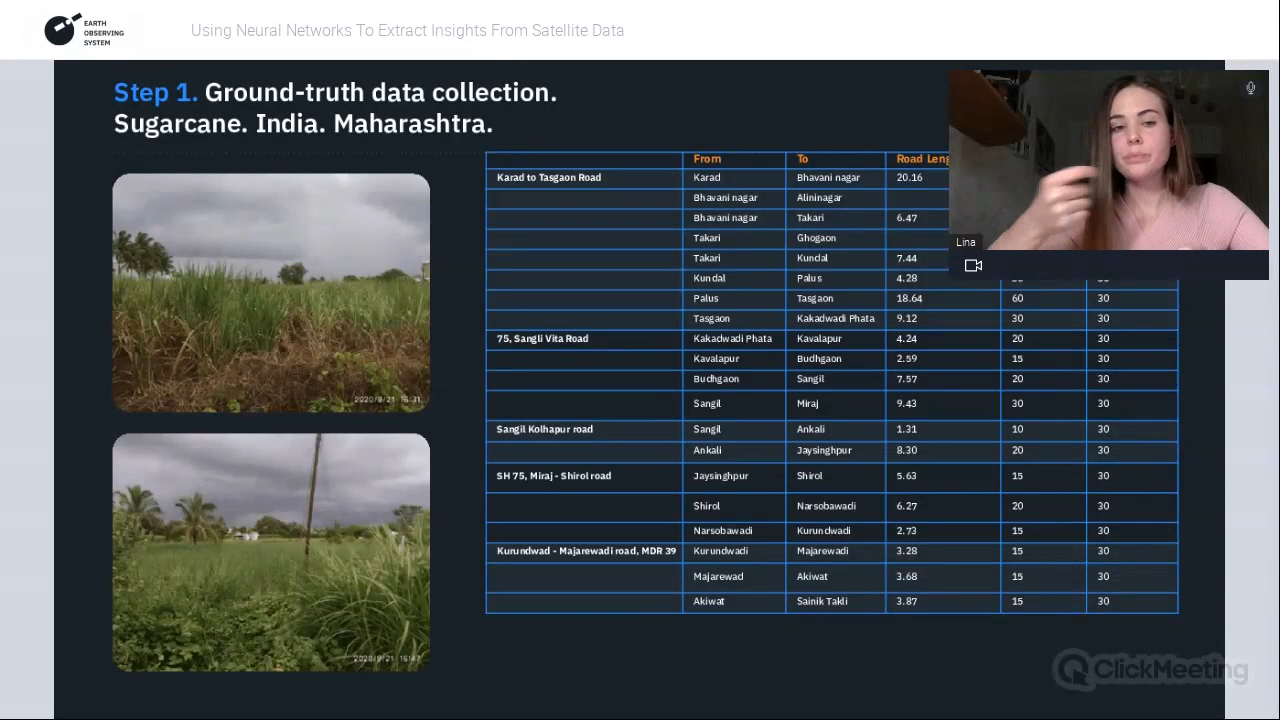 EARTH
OBSERVING
SYSTEM
Using Neural Networks To Extract Insights From Satellite Data
Step 1. Ground-truth data collection.
Sugarcane. India. Maharashtra.
Lina
From To Road Leng
Karad to Tasgaon Road Karad Bhavani nagar 20.16
Bhavani nagar Alininagar
Bhavani nagar Takari 6.47
Takari Ghogaon
Takari Kundal 7.44
Kundal Palus 4.28
Palus Tasgaon 18.64 60 30
Tasgaon Kakadwadi Phata 9.12 30 30
75, Sangli Vita Road Kakadwadi Phata Kavalapur 4.24 20 30
Kavalapur Budhgaon 2.59 15 30
Budhgaon Sangil 7.57 20 30
Sangil Miraj 9.43 30 30
Sangil Kolhapur road Sangil Ankali 1.31 10 30
Ankali Jaysinghpur 8.30 20 30
SH 75, Miraj - Shirol road Jaysinghpur Shirol 5.63 15 30
Shirol Narsobawadi 6.27 20 30
Narsobawadi Kurundwadi 2.73 15 30
Kurundwad - Majarewadi road, MDR 39 Kurundwadi Majarewadi 3.28 15 30
Majarewad Akiwat 3.68 15 30
Akiwat Sainik Takli 3.87 15 30
2020/9/21 16:31
2020/9/21 16:47
ClickMeeting